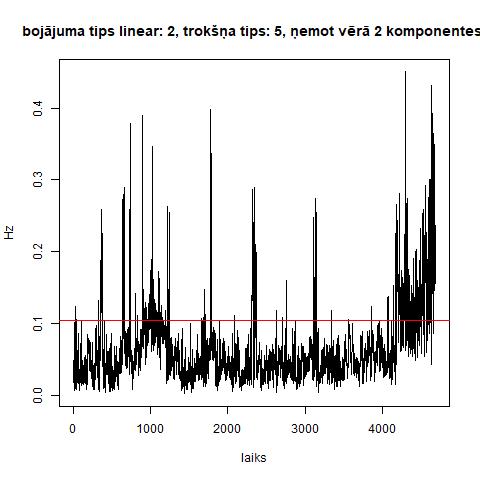 bojājuma tips linear: 2, trokšņa tips: 5, ņemot vērā 2 komponentes
0.4
0.3
0.2
0.1
0.0
Hz
0 1000 2000 3000 4000
laiks